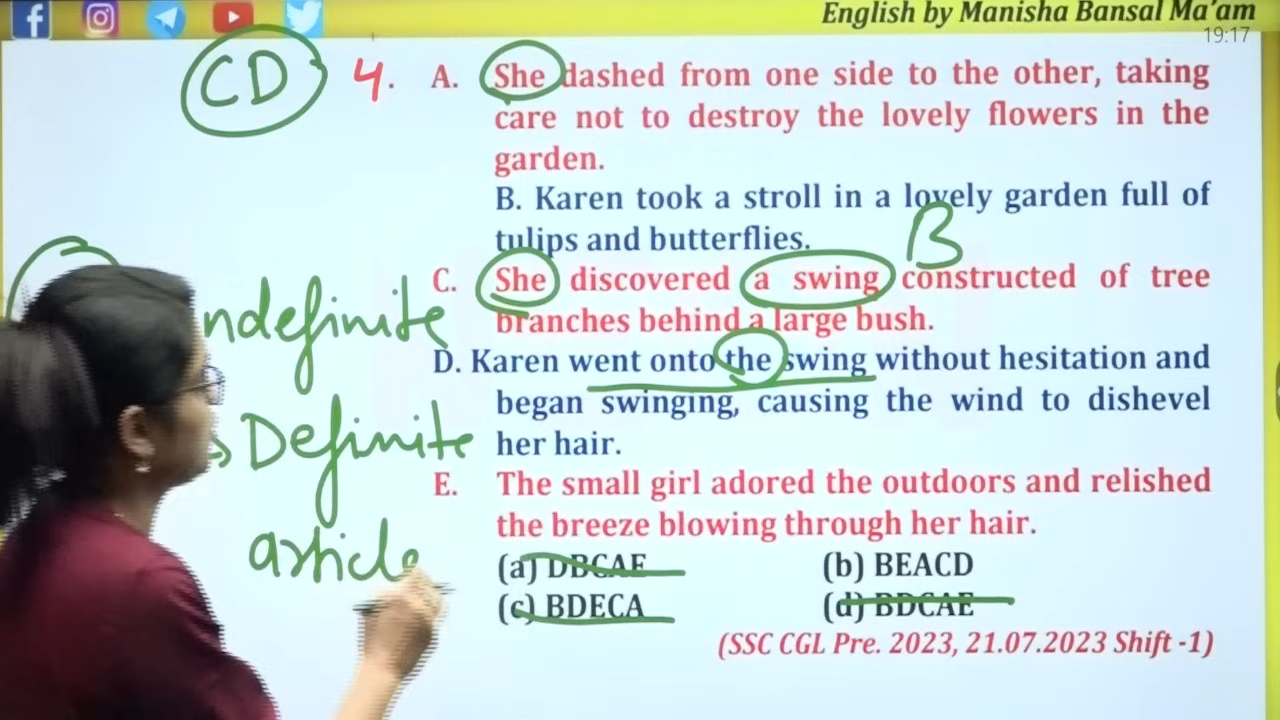 English by Manisha Bansal Ma'am
19:17
CD
4. A. She dashed from one side to the other, taking
care not to destroy the lovely flowers in the
garden.
B. Karen took a stroll in a lovely garden full of
tulips and butterflies.
B
C. She discovered a swing constructed of tree
branches behind a large bush.
D. Karen went onto the swing without hesitation and
began swinging, causing the wind to dishevel
her hair.
E. The small girl adored the outdoors and relished
the breeze blowing through her hair.
(a) DBCAE (b) BEACD
(c) BDECA (d) BDCAE
(SSC CGL Pre. 2023, 21.07.2023 Shift -1)
ndefinite
Definite
article